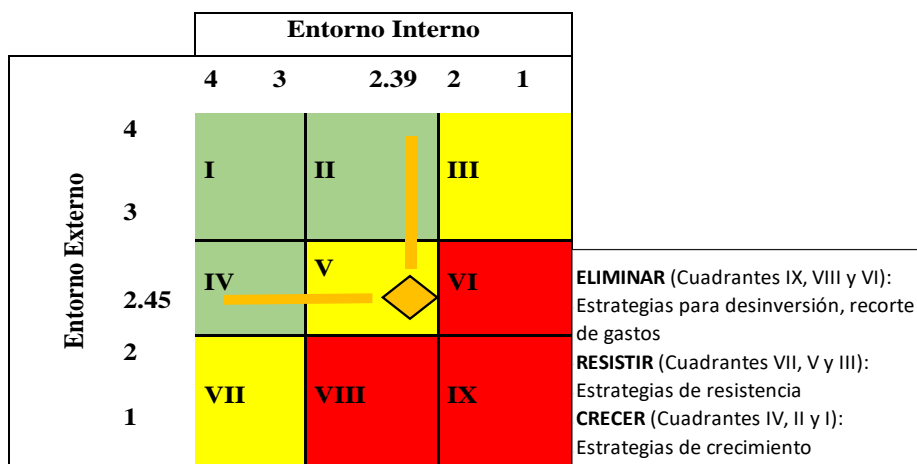 Entorno Interno
4 3 2.39 2 1
Entorno Externo
4
3
2.45
2
1
I II III
IV V VI
VII VIII IX
ELIMINAR (Cuadrantes IX, VIII y VI):
Estrategias para desinversión, recorte
de gastos
RESISTIR (Cuadrantes VII, V y III):
Estrategias de resistencia
CRECER (Cuadrantes IV, II y I):
Estrategias de crecimiento